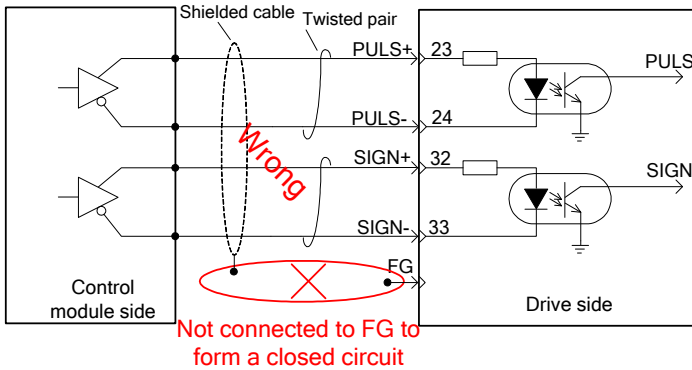 Shielded cable
Twisted pair
PULS+
23
PULS
PULS-
24
SIGN+
32
Wrong
SIGN
SIGN-
33
FG
Control
module side
Drive side
Not connected to FG to
form a closed circuit